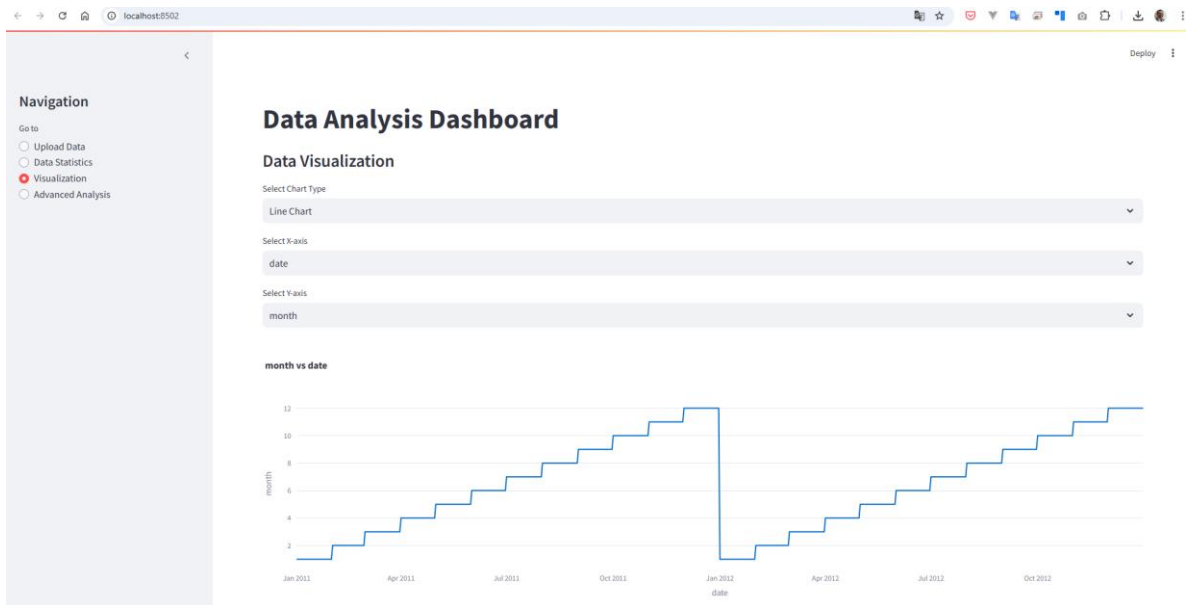 localhost:8502
Deploy
Navigation
Go to
Upload Data
Data Statistics
Visualization
Advanced Analysis
Data Analysis Dashboard
Data Visualization
Select Chart Type
Line Chart
Select X-axis
date
Select Y-axis
month
month vs date
12
10
8
6
4
2
month
Jan 2011 Apr 2011 Jul 2011 Oct 2011 Jan 2012 Apr 2012 Jul 2012 Oct 2012
date